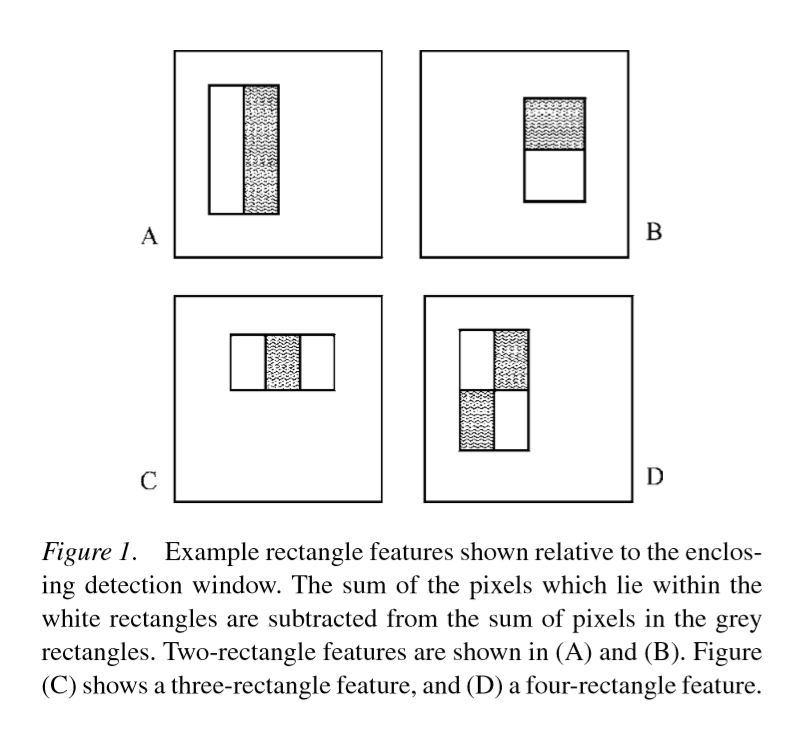 A
B
C
D
Figure 1. Example rectangle features shown relative to the enclos-
ing detection window. The sum of the pixels which lie within the
white rectangles are subtracted from the sum of pixels in the grey
rectangles. Two-rectangle features are shown in (A) and (B). Figure
(C) shows a three-rectangle feature, and (D) a four-rectangle feature.